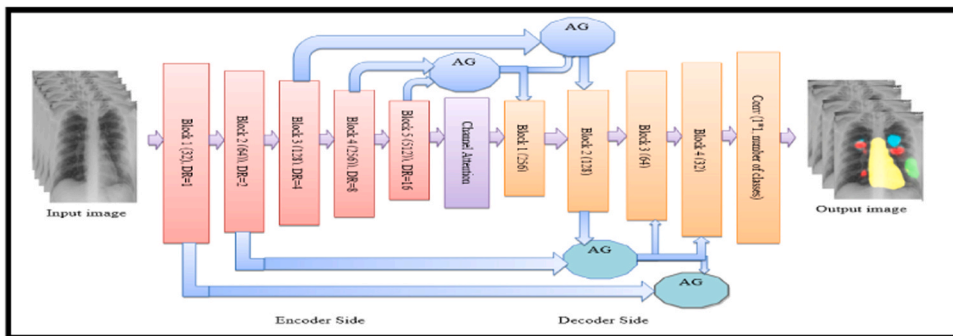 AG
AG
Block 1 (32), DR=1
Block 2 (64)), DR=2
Block 3 (128)), DR=4
Block 4 (256)), DR=8
Block 5 (512)), DR=16
Channel Attention
Block 1 (256)
Block 2 (128)
Block 3 (64)
Block 4 (32)
Conv (1*1, number of classes)
Input image
Output image
AG
AG
Encoder Side
Decoder Side